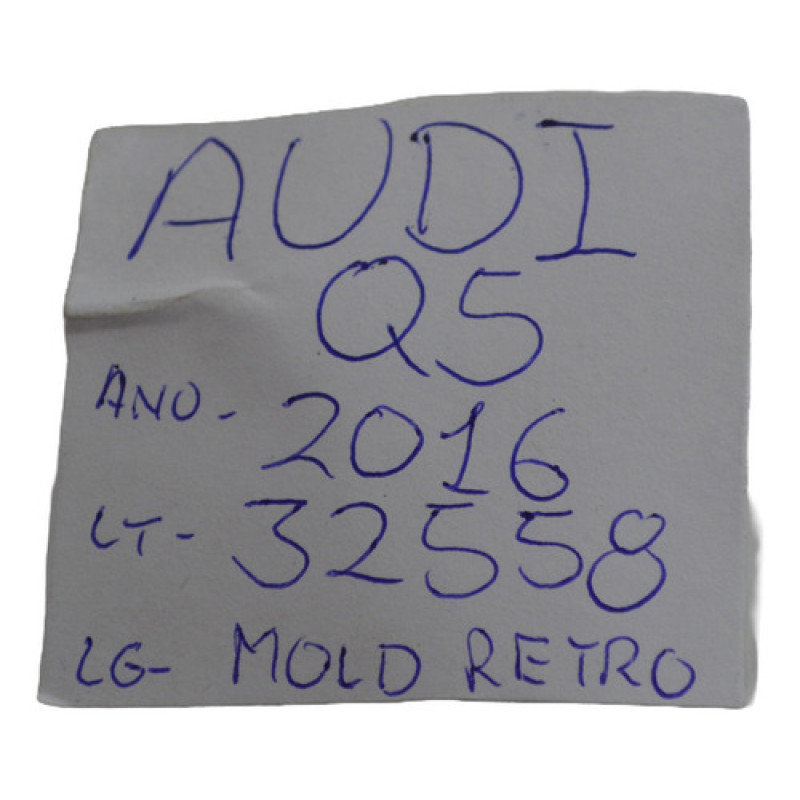 AUDI
Q5
ANO- 2016
LT- 32558
LG- MOLD RETRO